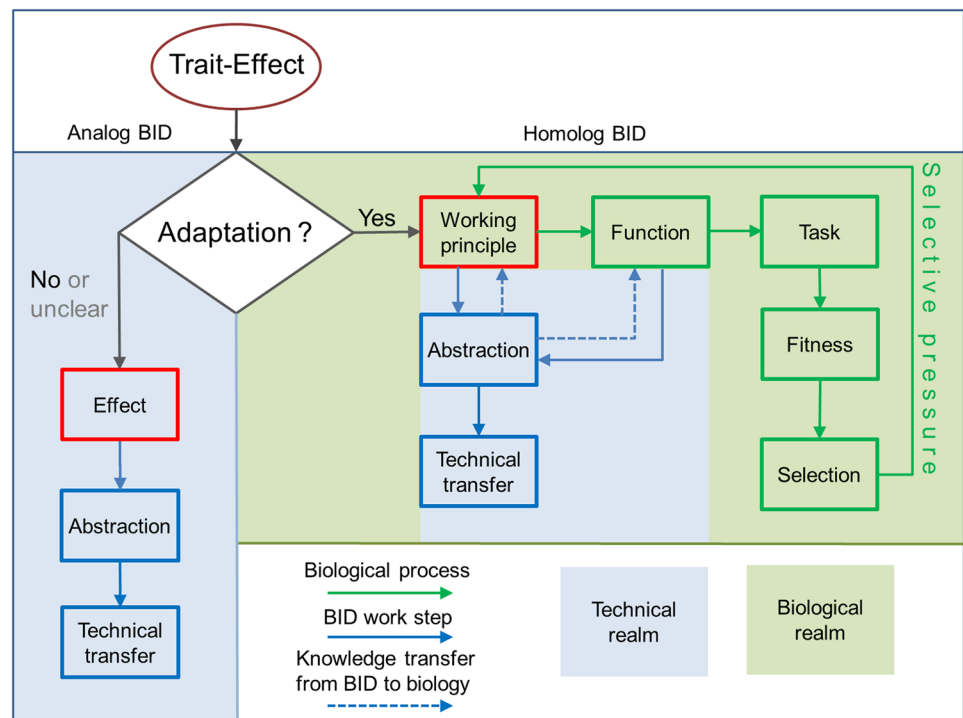 Trait-Effect
Analog BID
Homolog BID
Adaptation ?
Yes
No or
unclear
Working
principle
Function
Task
Selective pressure
Abstraction
Fitness
Effect
Technical
transfer
Selection
Abstraction
Technical
transfer
Biological process
BID work step
Knowledge transfer
from BID to biology
Technical
realm
Biological
realm